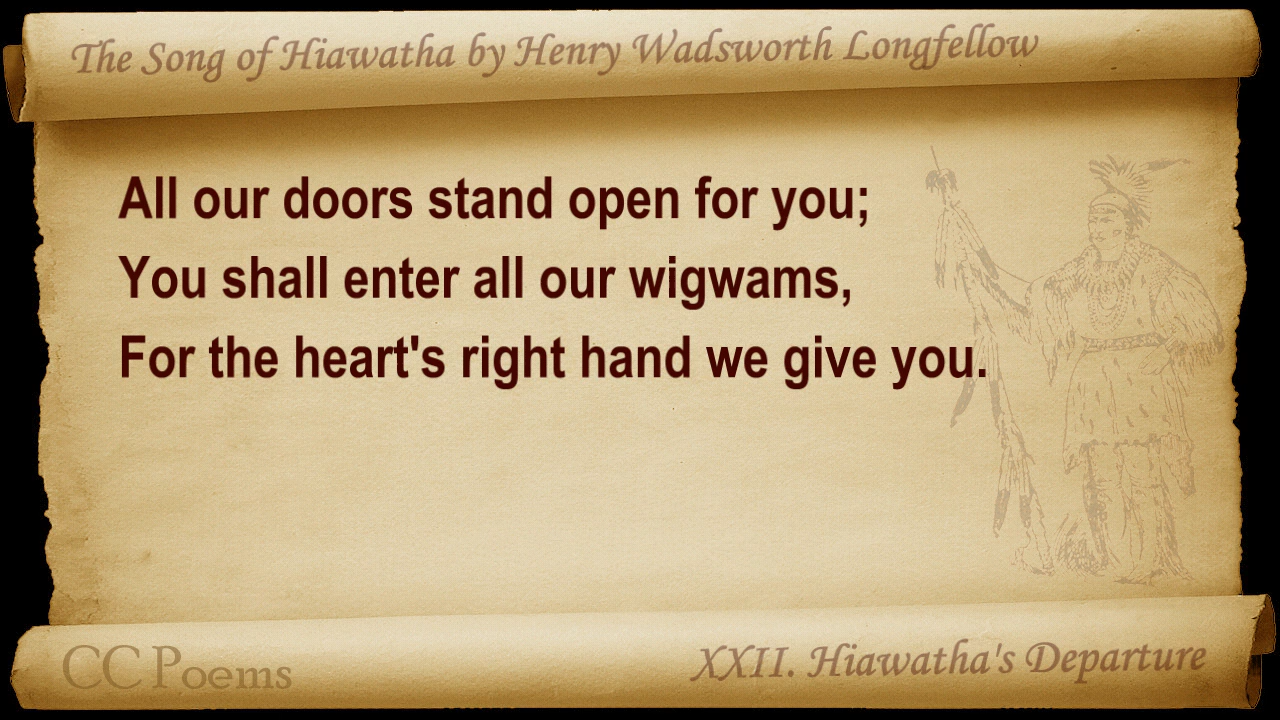 The Song of Hiawatha by Henry Wadsworth Longfellow
All our doors stand open for you;
You shall enter all our wigwams,
For the heart's right hand we give you.
CC Poems
XXII. Hiawatha's Departure